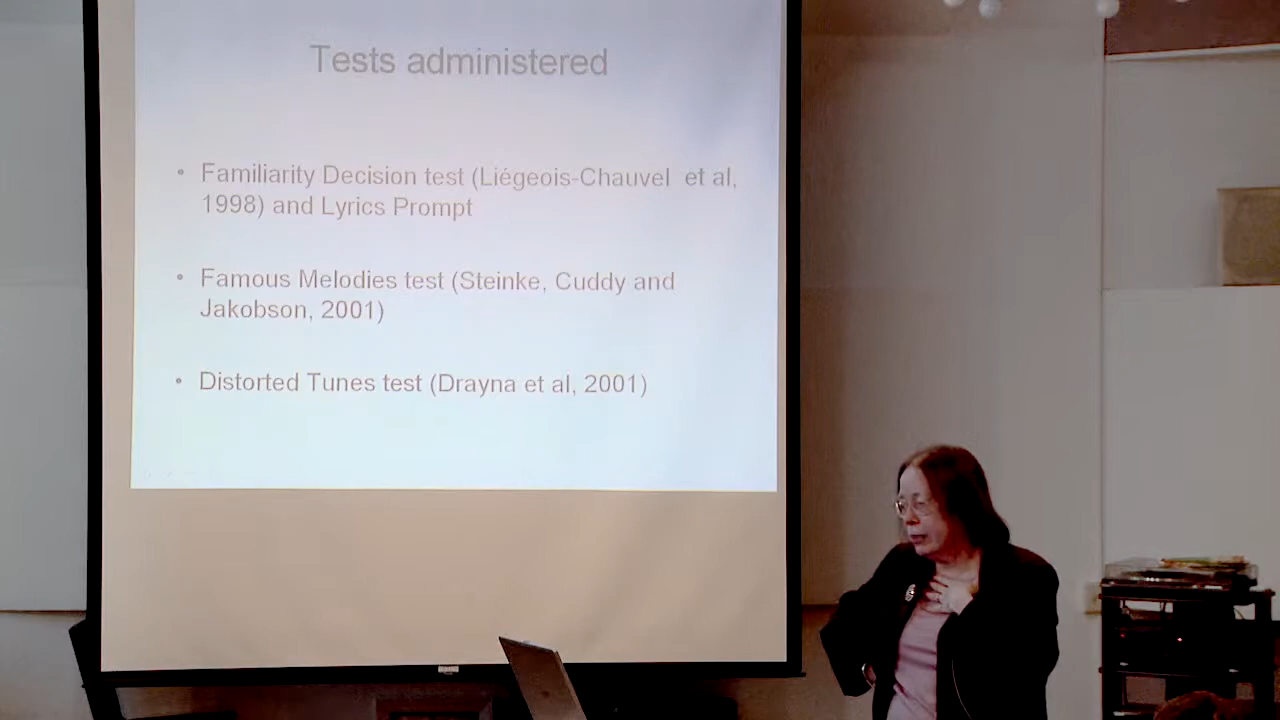 Tests administered
• Familiarity Decision test (Liégeois-Chauvel et al,
1998) and Lyrics Prompt
• Famous Melodies test (Steinke, Cuddy and
Jakobson, 2001)
• Distorted Tunes test (Drayna et al, 2001)